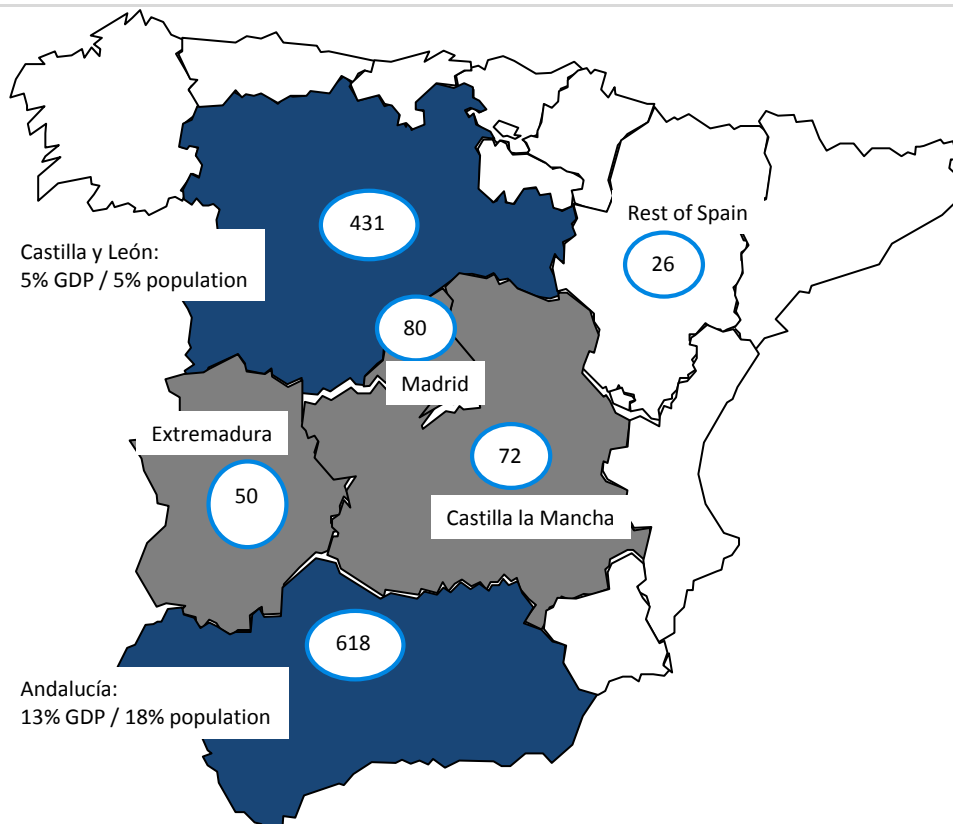 431
Rest of Spain
26
Castilla y León:
5% GDP / 5% population
80
Madrid
Extremadura
72
50
Castilla la Mancha
618
Andalucía:
13% GDP / 18% population